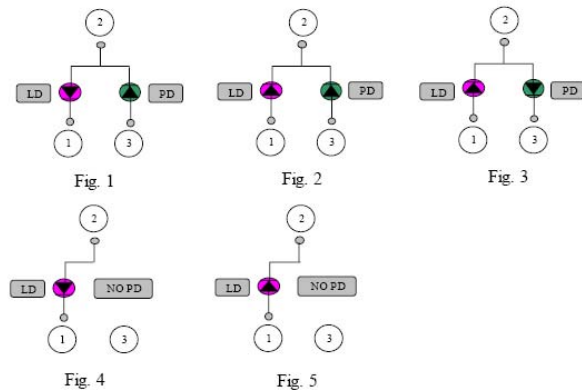 2 2 2
LD PD LD PD LD PD
1 3 1 3 1 3
Fig. 1 Fig. 2 Fig. 3
2 2
LD NO PD LD NO PD
1 3 1 3
Fig. 4 Fig. 5